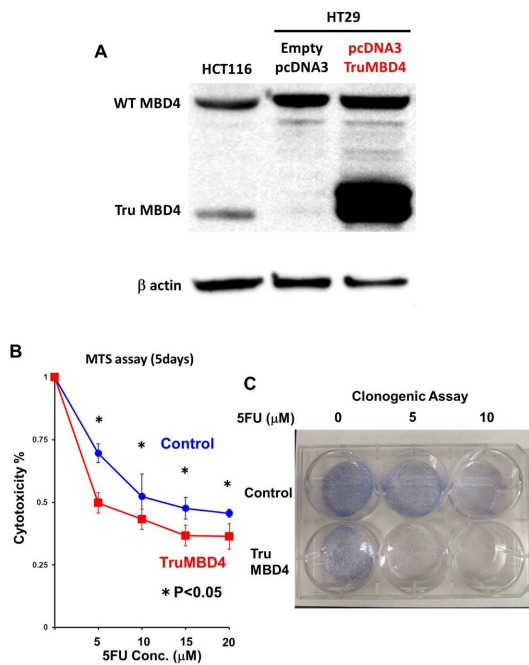 A
HT29
HCT116
Empty
pcDNA3
pcDNA3
TruMBD4
WT MBD4
Tru MBD4
β actin
B
MTS assay (5days)
Cytotoxicity %
1
0.75
0.5
0.25
0
*
*
*
*
Control
TruMBD4
* P<0.05
5
10
15
20
5FU Conc. (μM)
C
Clonogenic Assay
5FU (μM)
0
5
10
Control
Tru
MBD4